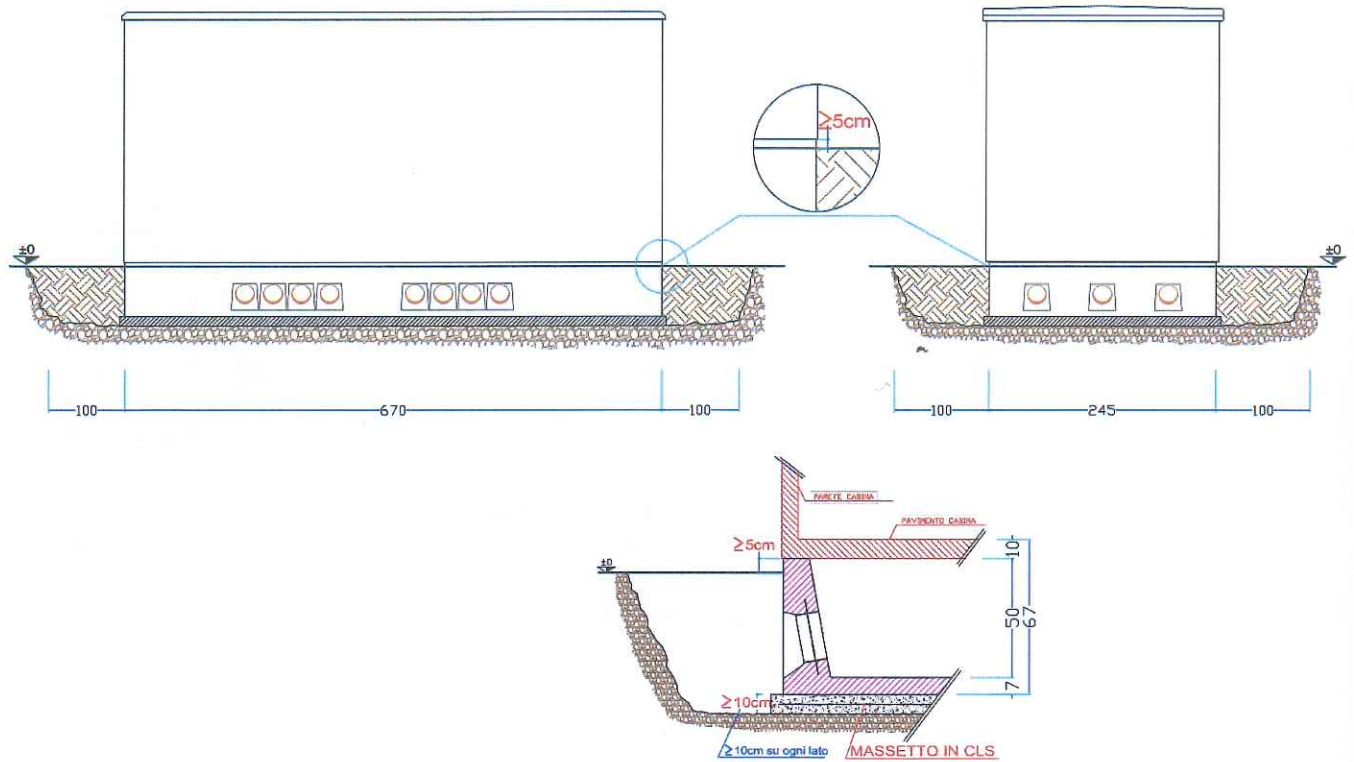 ≥5cm
±0
±0
100
670
100
100
245
100
PARETE CABINA
PAVIMENTO CABINA
≥5cm
±0
10
50
67
7
≥10cm
≥10cm su ogni lato
MASSETTO IN CLS